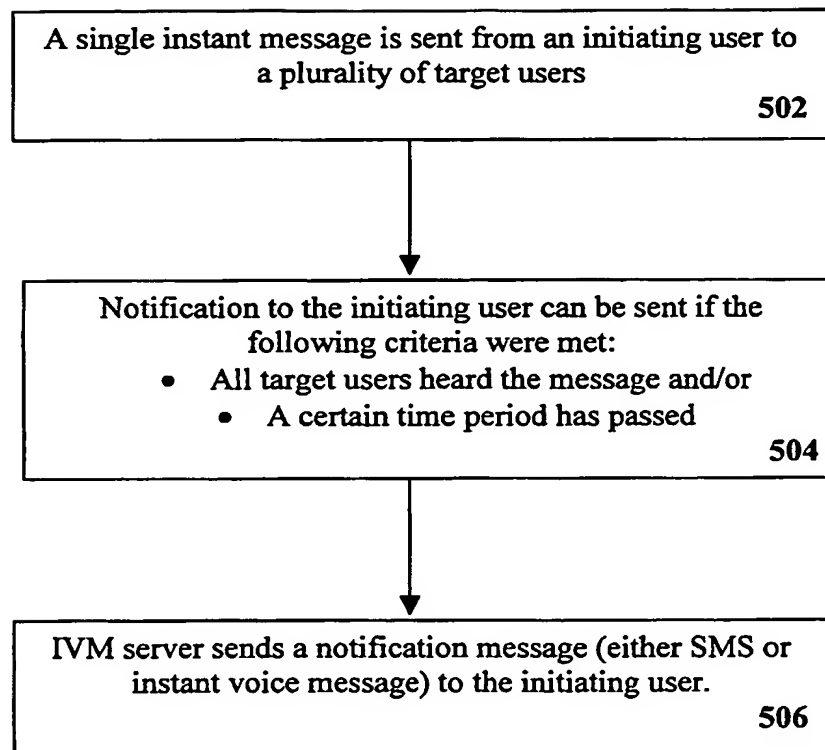 A single instant message is sent from an initiating user to
a plurality of target users
502
Notification to the initiating user can be sent if the
following criteria were met:
• All target users heard the message and/or
• A certain time period has passed
504
IVM server sends a notification message (either SMS or
instant voice message) to the initiating user.
506